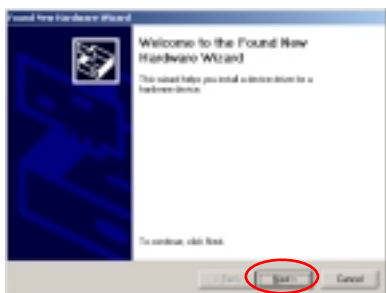 Found New Hardware Wizard
Welcome to the Found New
Hardware Wizard
This wizard helps you install a device driver for a
hardware device.
To continue, click Next.
< Back
Next >
Cancel